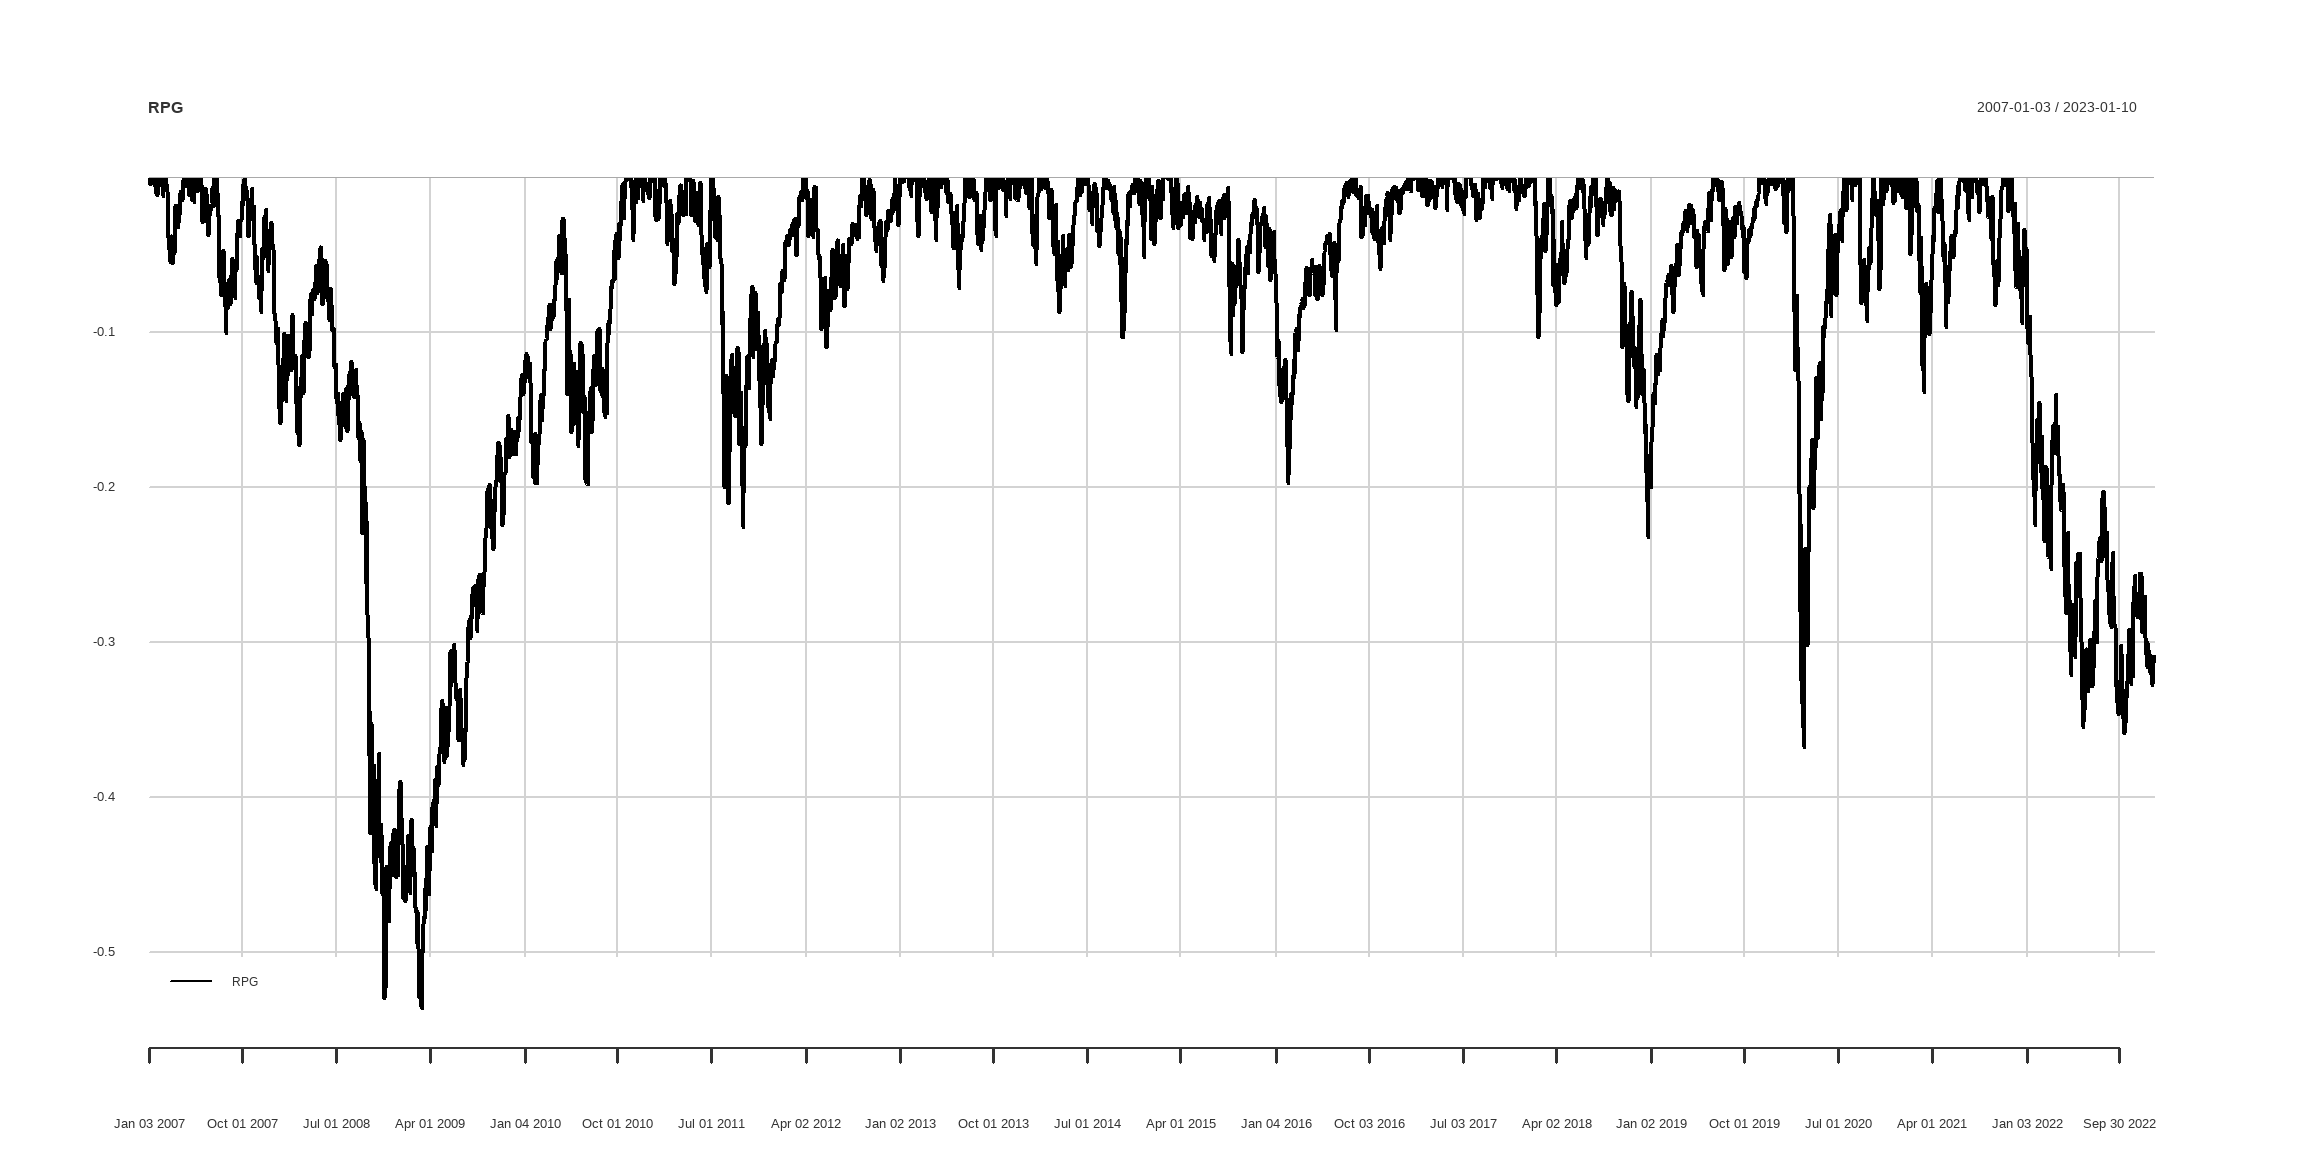 RPG
2007-01-03 / 2023-01-10
-0.1
-0.2
-0.3
-0.4
-0.5
RPG
Jan 03 2007 Oct 01 2007 Jul 01 2008 Apr 01 2009 Jan 04 2010 Oct 01 2010 Jul 01 2011 Apr 02 2012 Jan 02 2013 Oct 01 2013 Jul 01 2014 Apr 01 2015 Jan 04 2016 Oct 03 2016 Jul 03 2017 Apr 02 2018 Jan 02 2019 Oct 01 2019 Jul 01 2020 Apr 01 2021 Jan 03 2022 Sep 30 2022